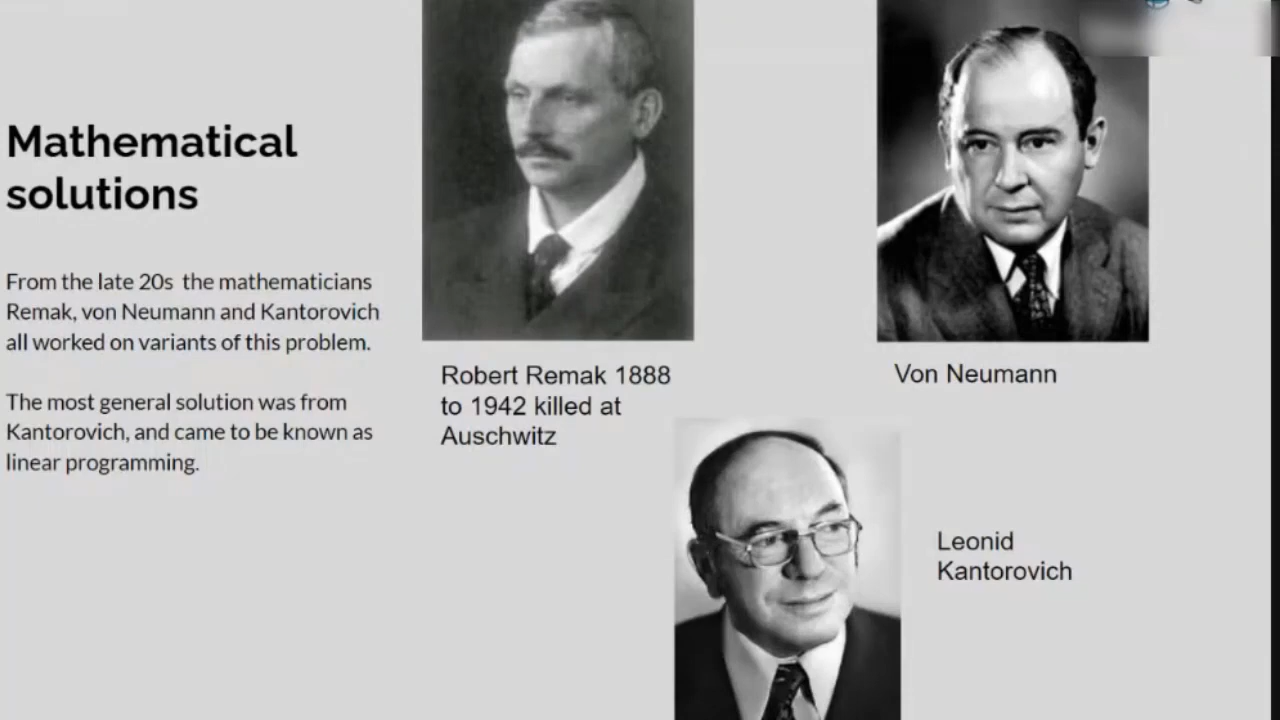 Mathematical
solutions
From the late 20s the mathematicians
Remak, von Neumann and Kantorovich
all worked on variants of this problem.
The most general solution was from
Kantorovich, and came to be known as
linear programming.
Robert Remak 1888
to 1942 killed at
Auschwitz
Von Neumann
Leonid
Kantorovich